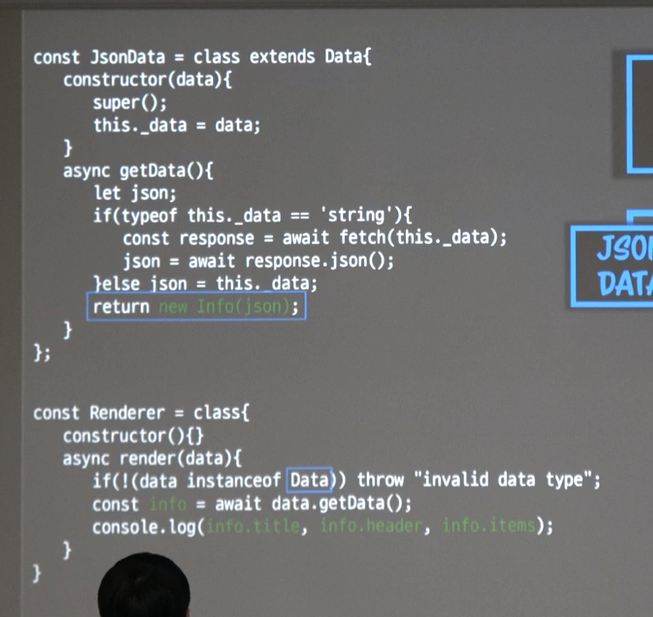 const JsonData = class extends Data{
constructor(data){
super();
this._data = data;
}
async getData(){
let json;
if(typeof this._data == 'string'){
const response = await fetch(this._data);
json = await response.json();
}else json = this._data;
return new Info(json);
}
};
const Renderer = class{
constructor(){}
async render(data){
if(!(data instanceof Data)) throw "invalid data type";
const info = await data.getData();
console.log(info.title, info.header, info.items);
}
}
DATA